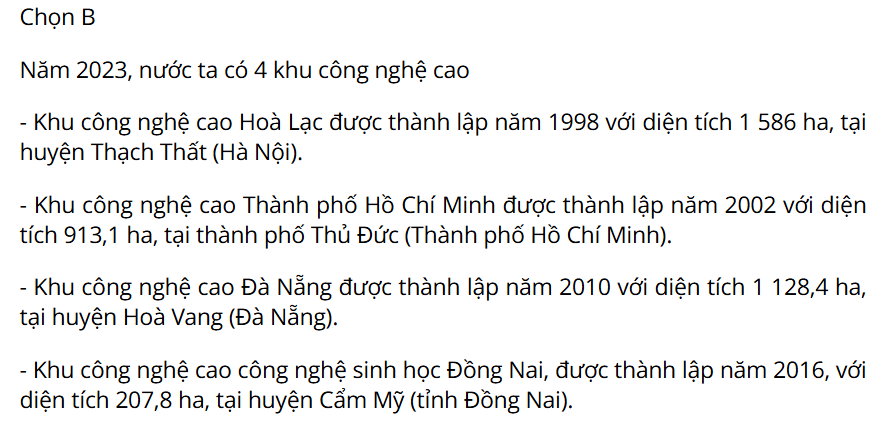 Chọn B
Năm 2023, nước ta có 4 khu công nghệ cao
- Khu công nghệ cao Hoà Lạc được thành lập năm 1998 với diện tích 1 586 ha, tại
huyện Thạch Thất (Hà Nội).
- Khu công nghệ cao Thành phố Hồ Chí Minh được thành lập năm 2002 với diện
tích 913,1 ha, tại thành phố Thủ Đức (Thành phố Hồ Chí Minh).
- Khu công nghệ cao Đà Nẵng được thành lập năm 2010 với diện tích 1 128,4 ha,
tại huyện Hoà Vang (Đà Nẵng).
- Khu công nghệ cao công nghệ sinh học Đồng Nai, được thành lập năm 2016, với
diện tích 207,8 ha, tại huyện Cẩm Mỹ (tỉnh Đồng Nai).